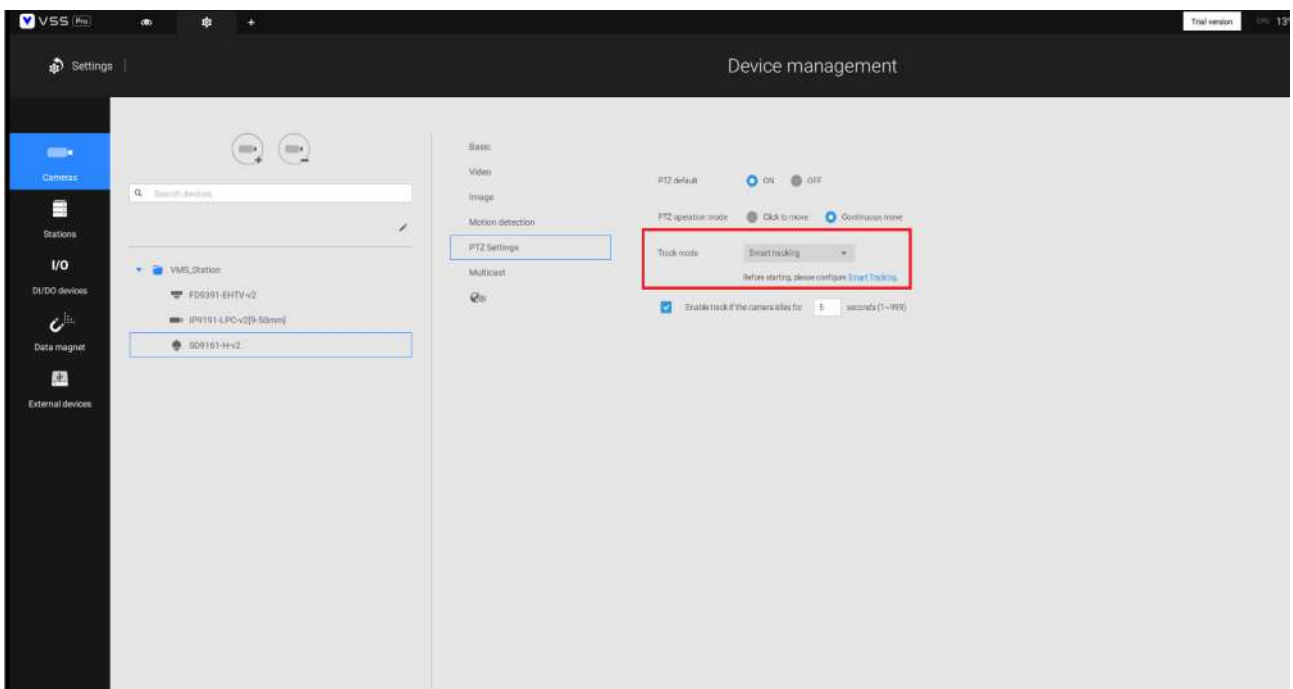 VSS Pro
Trial version
CPU 13%
Settings
Device management
Cameras
Stations
I/O
DI/DO devices
Data magnet
External devices
Search devices
VMS_Station
FD9391-EHTV-v2
IP9191-LPC-v2[9-50mm]
SD9161-H-v2
Basic
Video
Image
Motion detection
PTZ Settings
Multicast
PTZ default ON OFF
PTZ operation mode Click to move Continuous move
Track mode Smart tracking
Before starting, please configure Smart Tracking.
Enable track if the camera idles for 5 seconds (1~999)